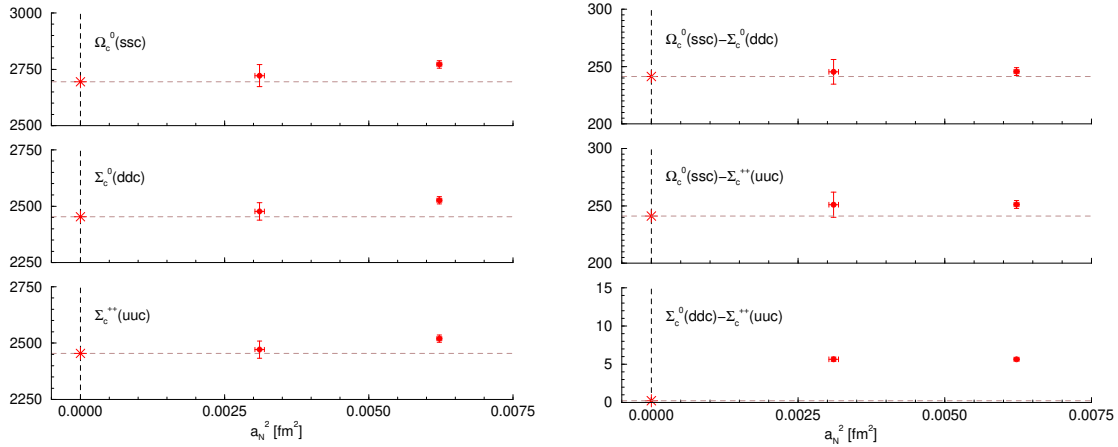 3000
2750
2500
Ω_c^0(ssc)
2750
2500
2250
Σ_c^0(ddc)
2750
2500
2250
Σ_c^++(uuc)
0.0000 0.0025 0.0050 0.0075
a_N^2 [fm^2]
300
250
200
Ω_c^0(ssc)−Σ_c^0(ddc)
300
250
200
Ω_c^0(ssc)−Σ_c^++(uuc)
15
10
5
0
Σ_c^0(ddc)−Σ_c^++(uuc)
0.0000 0.0025 0.0050 0.0075
a_N^2 [fm^2]